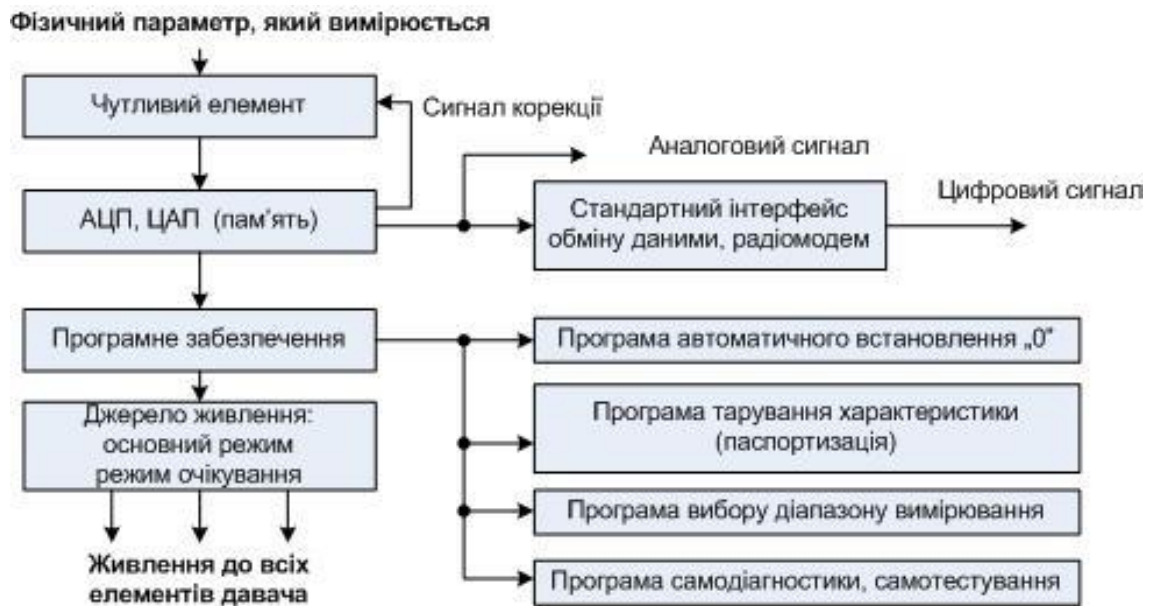 Фізичний параметр, який вимірюється
Чутливий елемент
Сигнал корекції
Аналоговий сигнал
Цифровий сигнал
АЦП, ЦАП (пам'ять)
Стандартний інтерфейс
обміну даними, радіомодем
Програмне забезпечення
Програма автоматичного встановлення „0"
Джерело живлення:
основний режим
режим очікування
Програма тарування характеристики
(паспортизація)
Програма вибору діапазону вимірювання
Живлення до всіх
елементів давача
Програма самодіагностики, самотестування